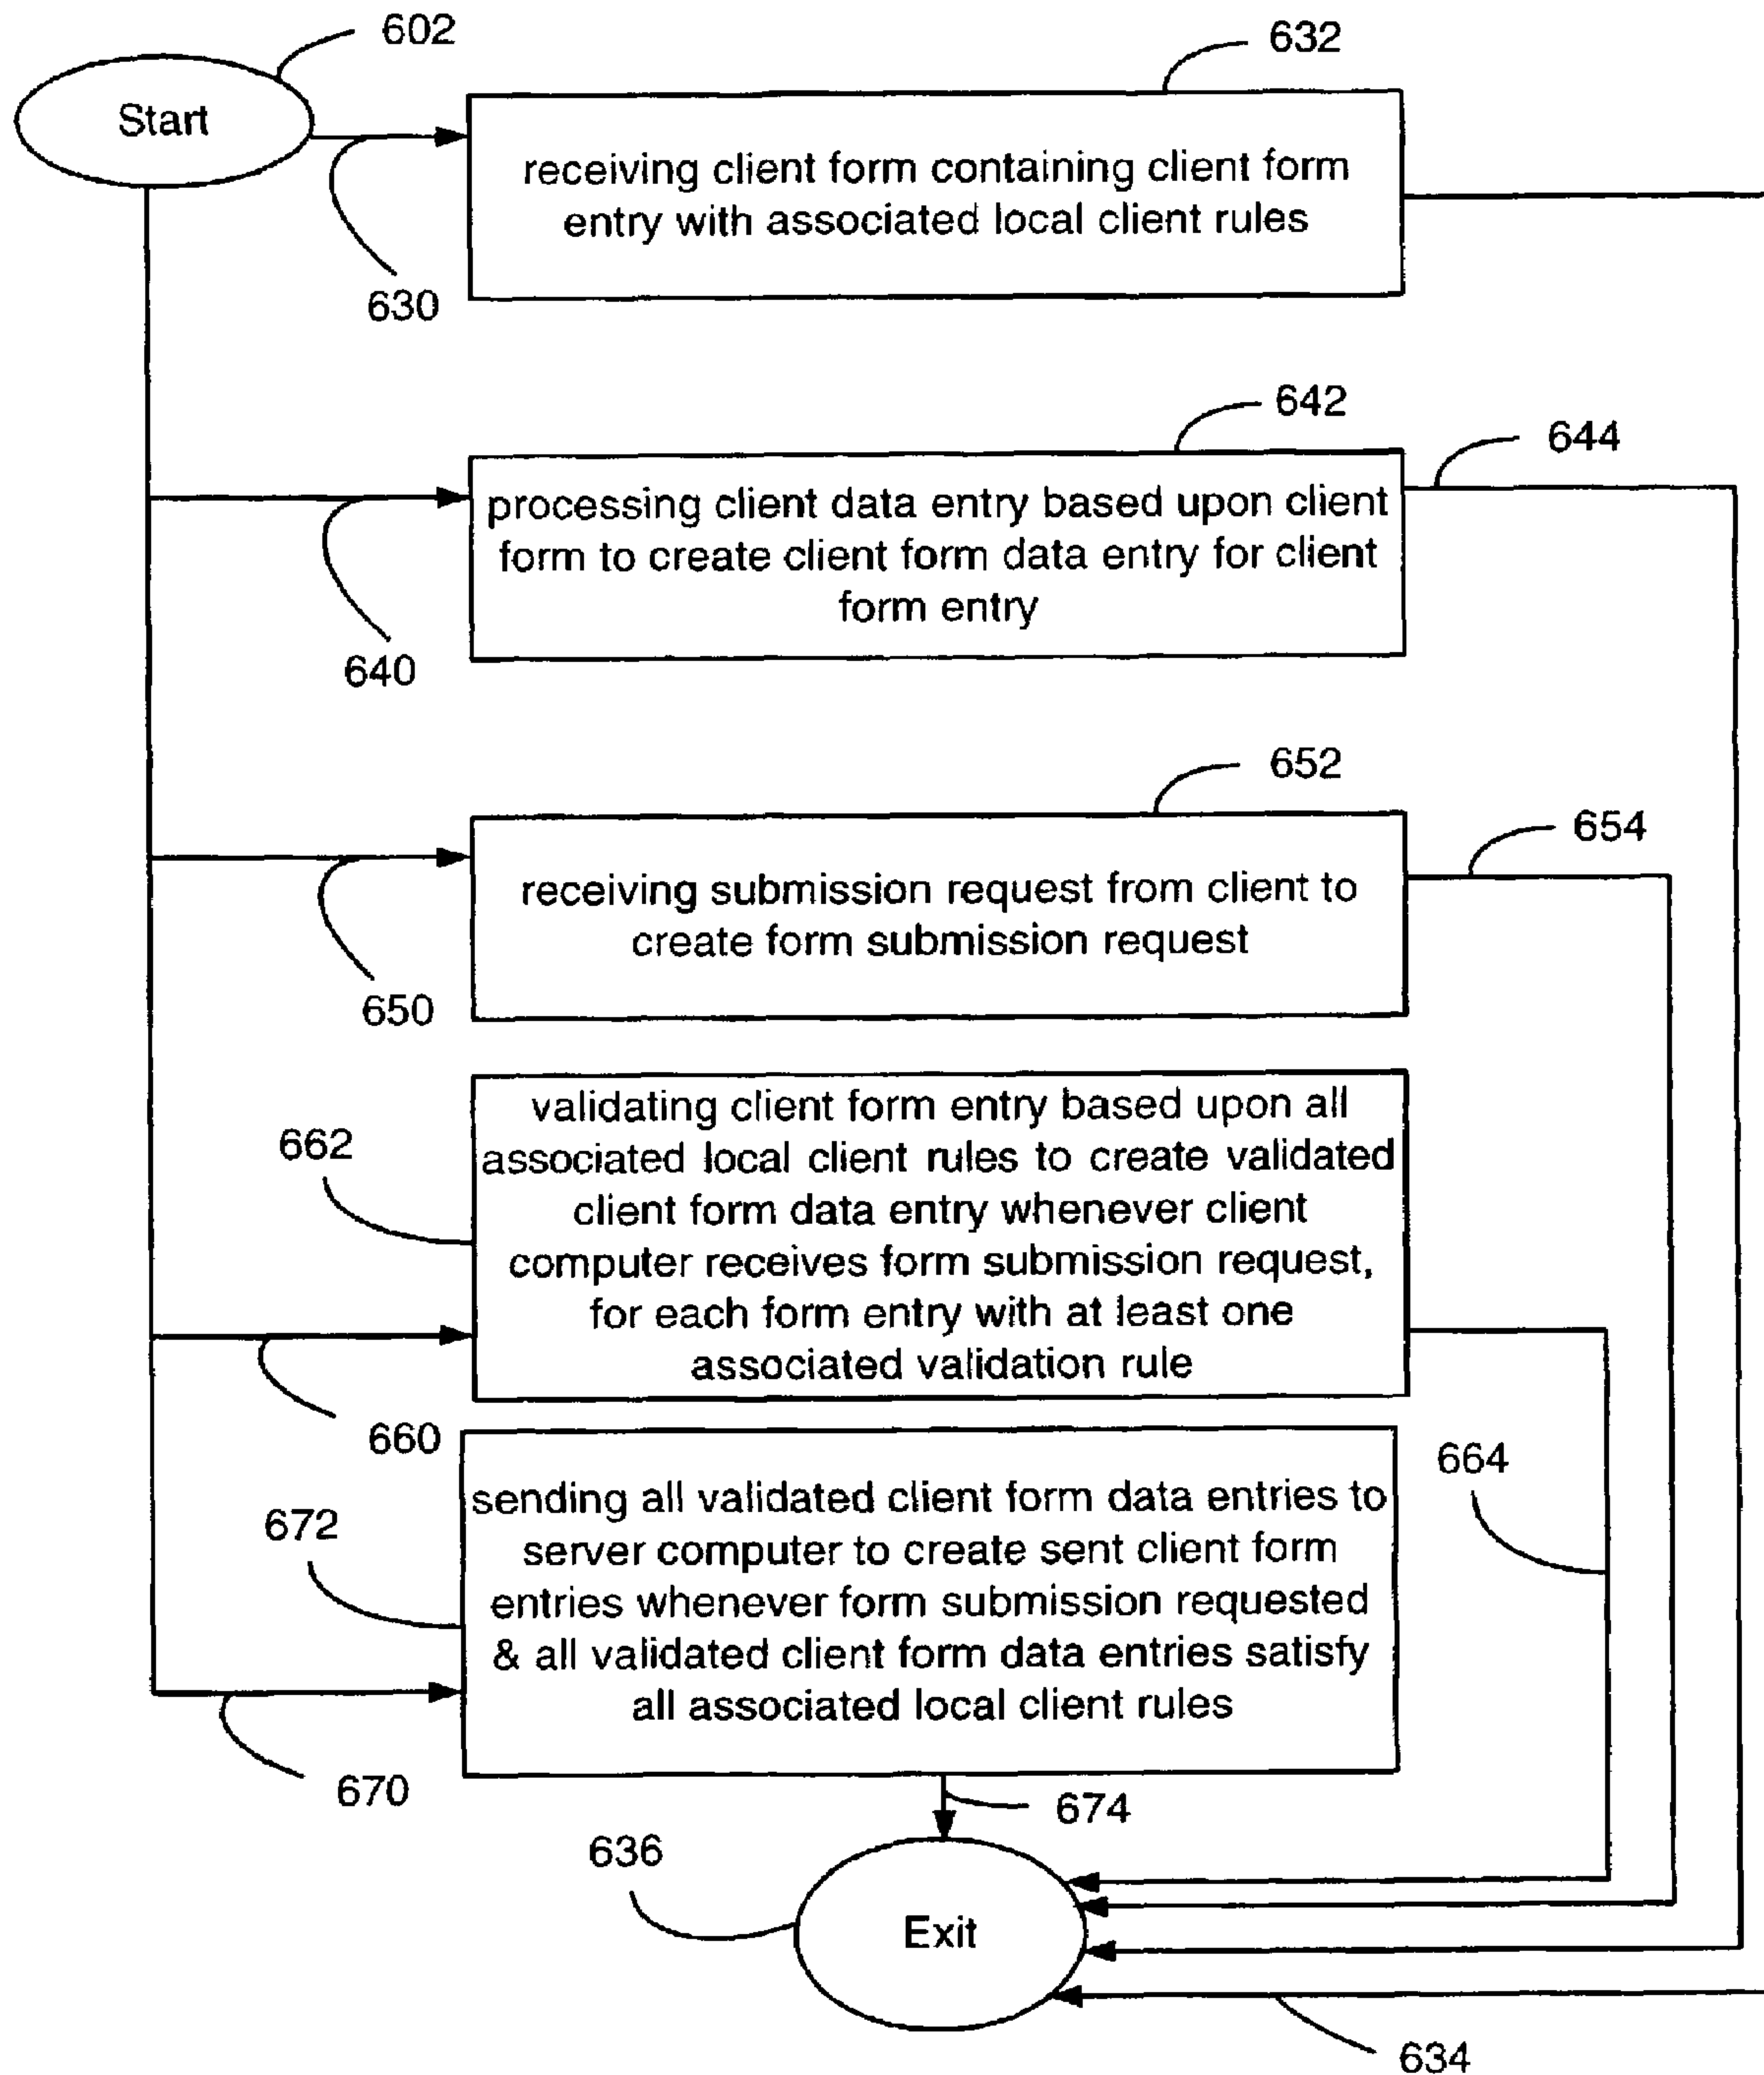 602
Start
632
receiving client form containing client form
entry with associated local client rules
630
642
644
processing client data entry based upon client
form to create client form data entry for client
form entry
640
652
654
receiving submission request from client to
create form submission request
650
validating client form entry based upon all
associated local client rules to create validated
client form data entry whenever client
computer receives form submission request,
for each form entry with at least one
associated validation rule
662
660
664
sending all validated client form data entries to
server computer to create sent client form
entries whenever form submission requested
& all validated client form data entries satisfy
all associated local client rules
672
670
674
636
Exit
634